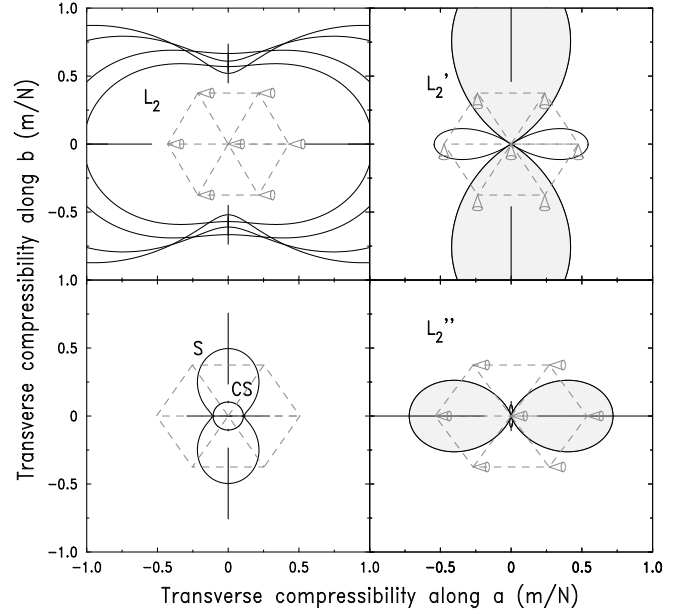 1.0
0.5
0
−0.5
1.0
0.5
0
−0.5
−1.0
L2
L2'
S
CS
L2''
−1.0 −0.5 0 0.5 1.0 0 0.5 1.0
Transverse compressibility along a (m/N)
Transverse compressibility along b (m/N)